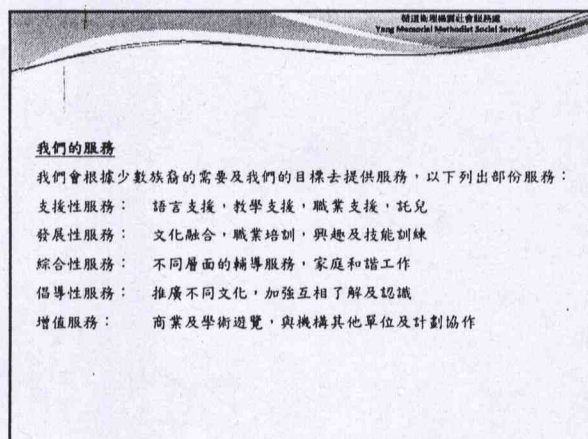 循道衛理楊震社會服務處
Yang Memorial Methodist Social Service
我們的服務
我們會根據少數族裔的需要及我們的目標去提供服務，以下列出部份服務：
支援性服務： 語言支援，教學支援，職業支援，託兒
發展性服務： 文化融合，職業培訓，興趣及技能訓練
綜合性服務： 不同層面的輔導服務，家庭和諧工作
倡導性服務： 推廣不同文化，加強互相了解及認識
增值服務： 商業及學術遊覽，與機構其他單位及計劃協作